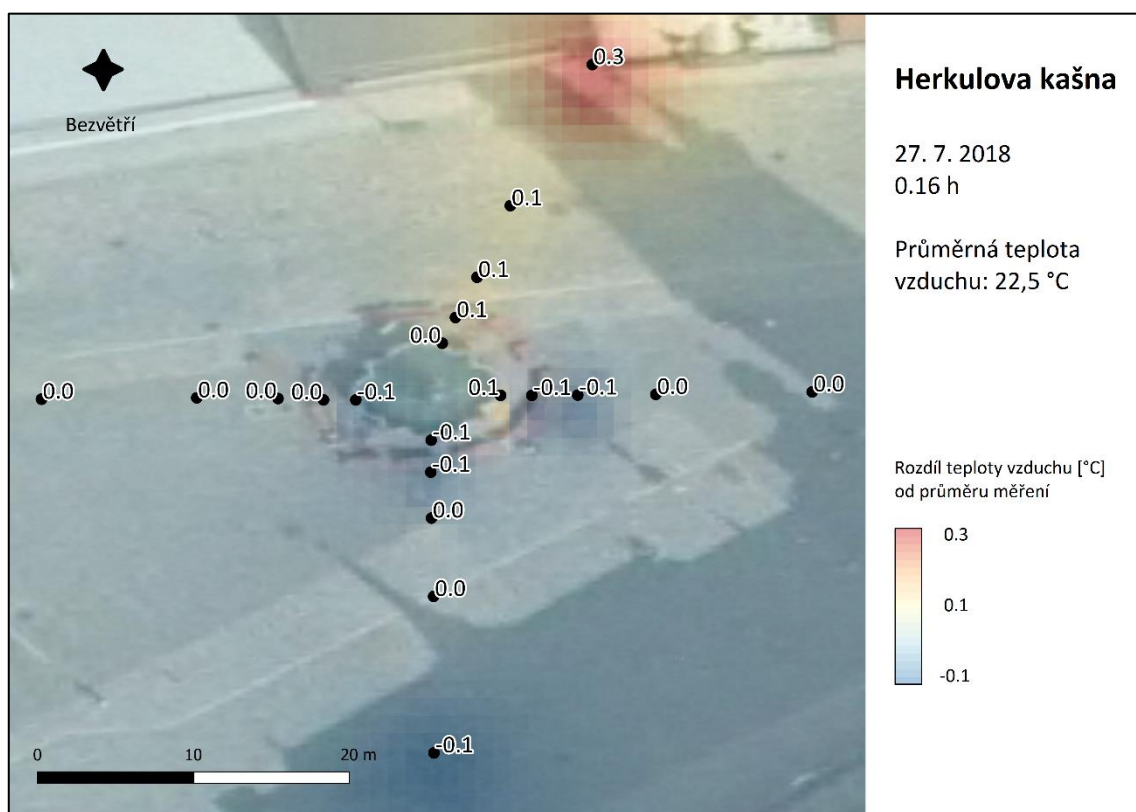 Bezvětří
0.3
0.1
0.1
0.1
0.0
0.0
0.0
0.0
0.0
-0.1
0.1
-0.1
-0.1
0.0
0.0
-0.1
-0.1
0.0
0.0
-0.1
0 10 20 m
Herkulova kašna
27. 7. 2018
0.16 h
Průměrná teplota
vzduchu: 22,5 °C
Rozdíl teploty vzduchu [°C]
od průměru měření
0.3
0.1
-0.1